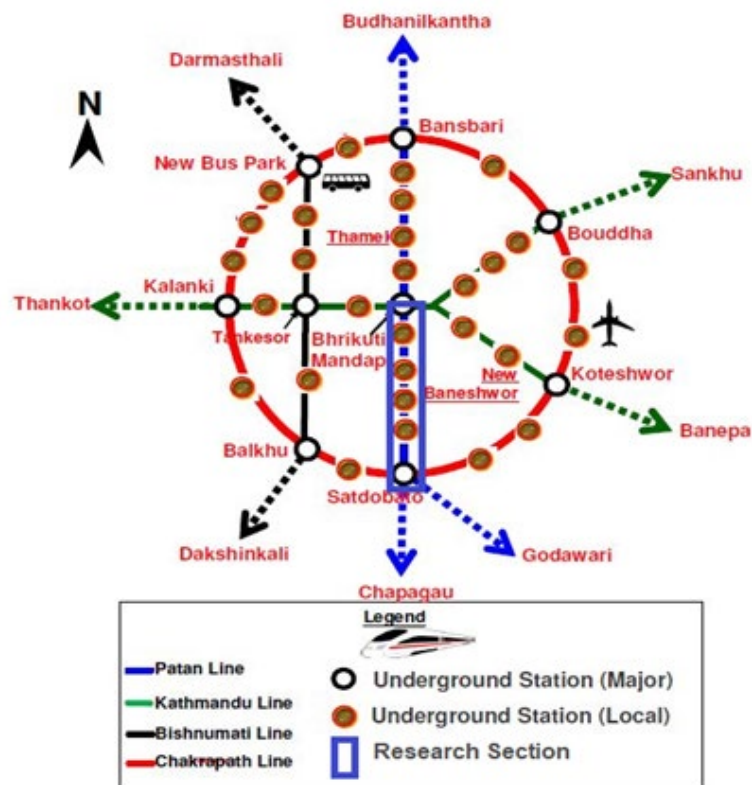 Budhanilkantha
Darmasthali
N
Bansbari
New Bus Park
Sankhu
Thamel
Bouddha
Kalanki
Thankot
Tankesor
Bhrikuti
Mandap
New
Baneshwor
Koteshwor
Banepa
Balkhu
Satdobato
Dakshinkali
Godawari
Chapagau
Legend
Patan Line
Underground Station (Major)
Kathmandu Line
Underground Station (Local)
Bishnumati Line
Research Section
Chakrapath Line